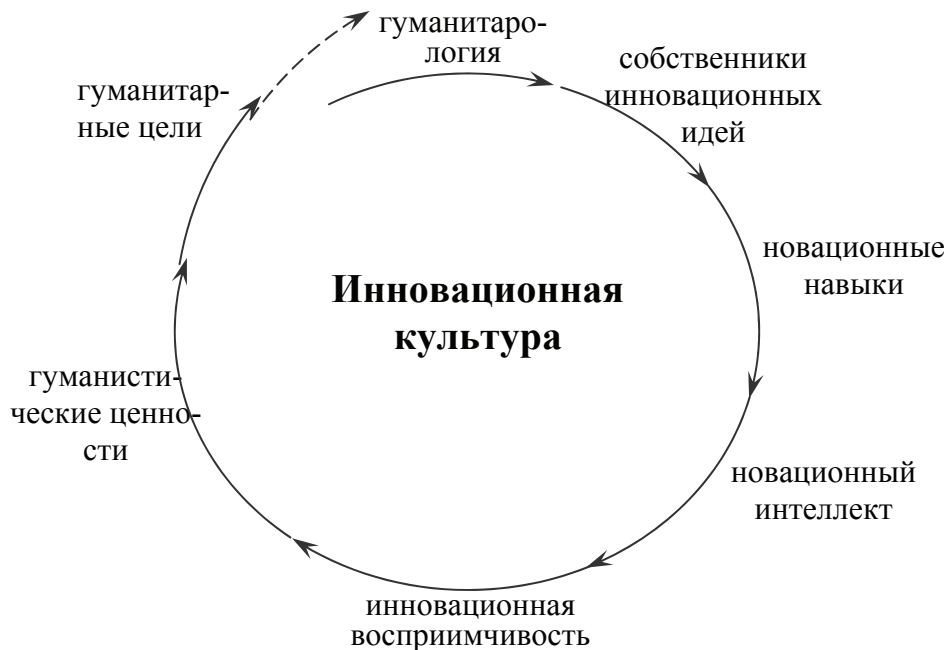 гуманитаро-
логия
собственники
инновационных
идей
новационные
навыки
новационный
интеллект
инновационная
восприимчивость
гуманисти-
ческие ценно-
сти
гуманитар-
ные цели
Инновационная
культура